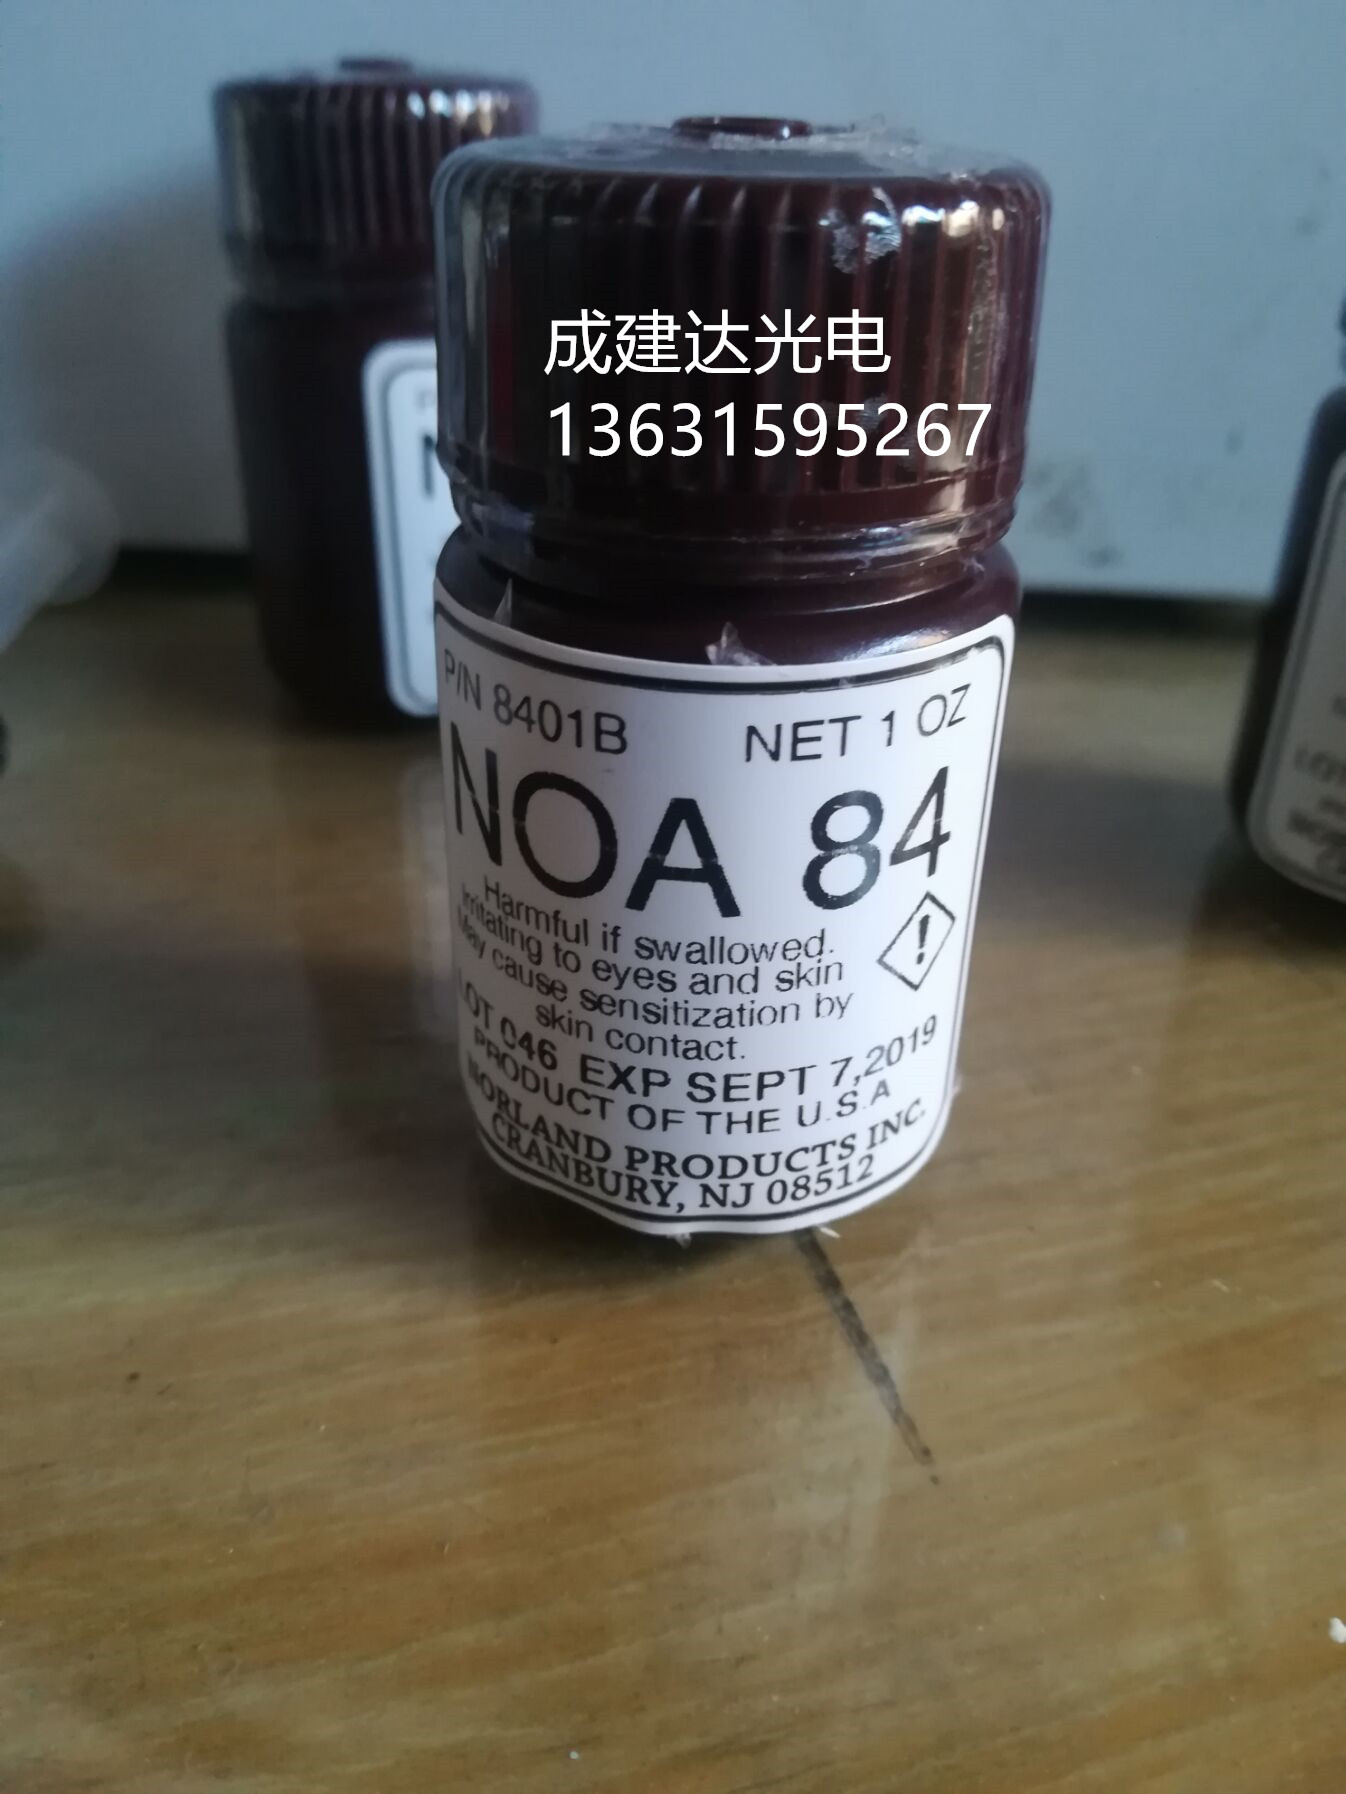 成建达光电
13631595267
P/N 8401B NET 1 OZ
NOA 84
Harmful if swallowed.
Irritating to eyes and skin
May cause sensitization by
skin contact.
LOT 046 EXP SEPT 7,2019
PRODUCT OF THE U.S.A
NORLAND PRODUCTS INC.
CRANBURY, NJ 08512